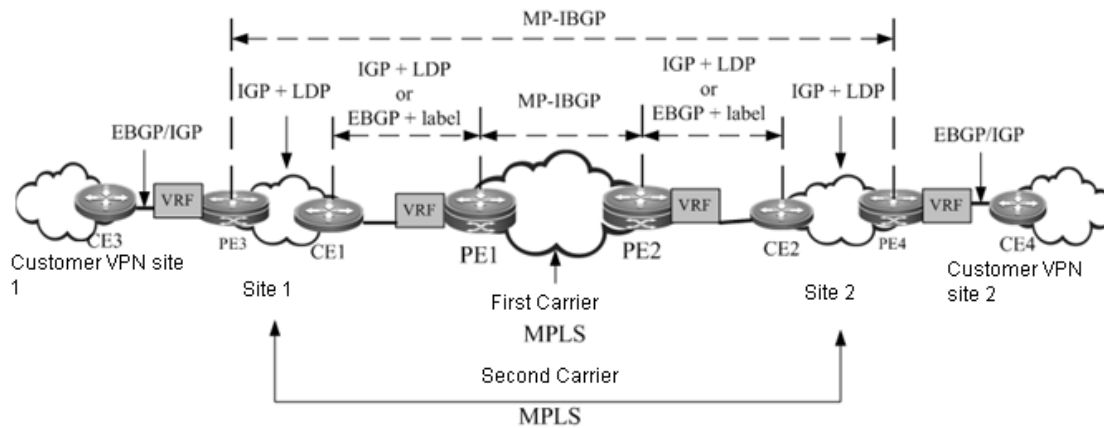 MP-IBGP
IGP + LDP
or
EBGP + label
IGP + LDP
or
EBGP + label
IGP + LDP
MP-IBGP
IGP + LDP
EBGP/IGP
EBGP/IGP
VRF
VRF
VRF
VRF
CE3
PE3
CE1
PE1
PE2
CE2
PE4
CE4
Customer VPN site
1
Site 1
First Carrier
Site 2
Customer VPN
site 2
MPLS
Second Carrier
MPLS